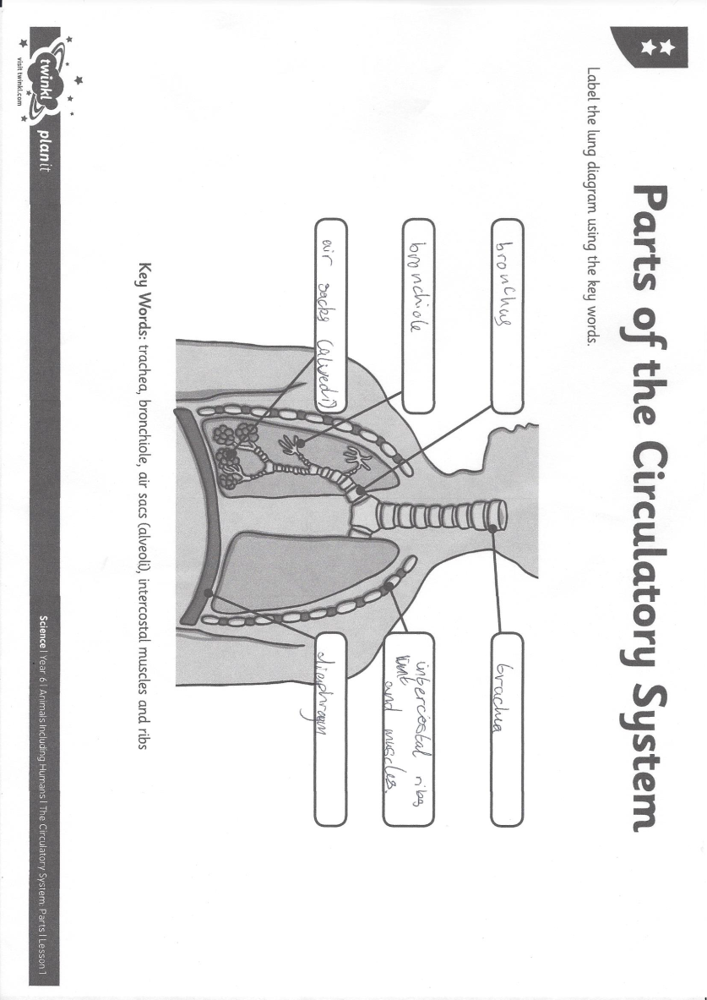 Parts of the Circulatory System
Label the lung diagram using the key words.
bronchus
trachea
bronchiole
intercostal ribs
and muscles.
air sacks (aliveoli)
diaphragm
Key Words: trachea, bronchiole, air sacs (alveoli), intercostal muscles and ribs
twinkl
visit twinkl.com
planit
Science | Year 6 | Animals Including Humans | The Circulatory System: Parts | Lesson 1